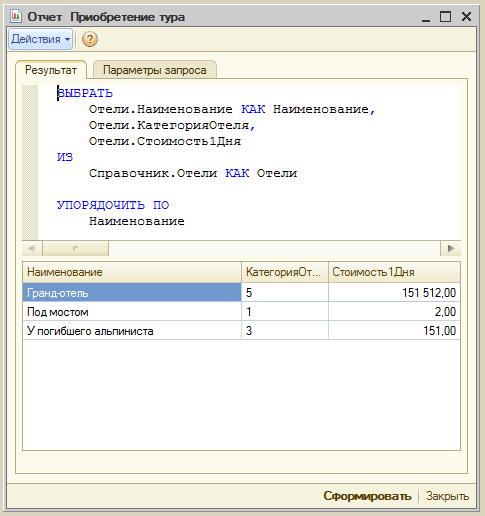 Отчет Приобретение тура
Действия
Результат Параметры запроса
ВЫБРАТЬ
Отели.Наименование КАК Наименование,
Отели.КатегорияОтеля,
Отели.Стоимость1Дня
ИЗ
Справочник.Отели КАК Отели
УПОРЯДОЧИТЬ ПО
Наименование
Наименование КатегорияОт... Стоимость1Дня
Гранд-отель 5 151 512,00
Под мостом 1 2,00
У погибшего альпиниста 3 151,00
Сформировать Закрыть